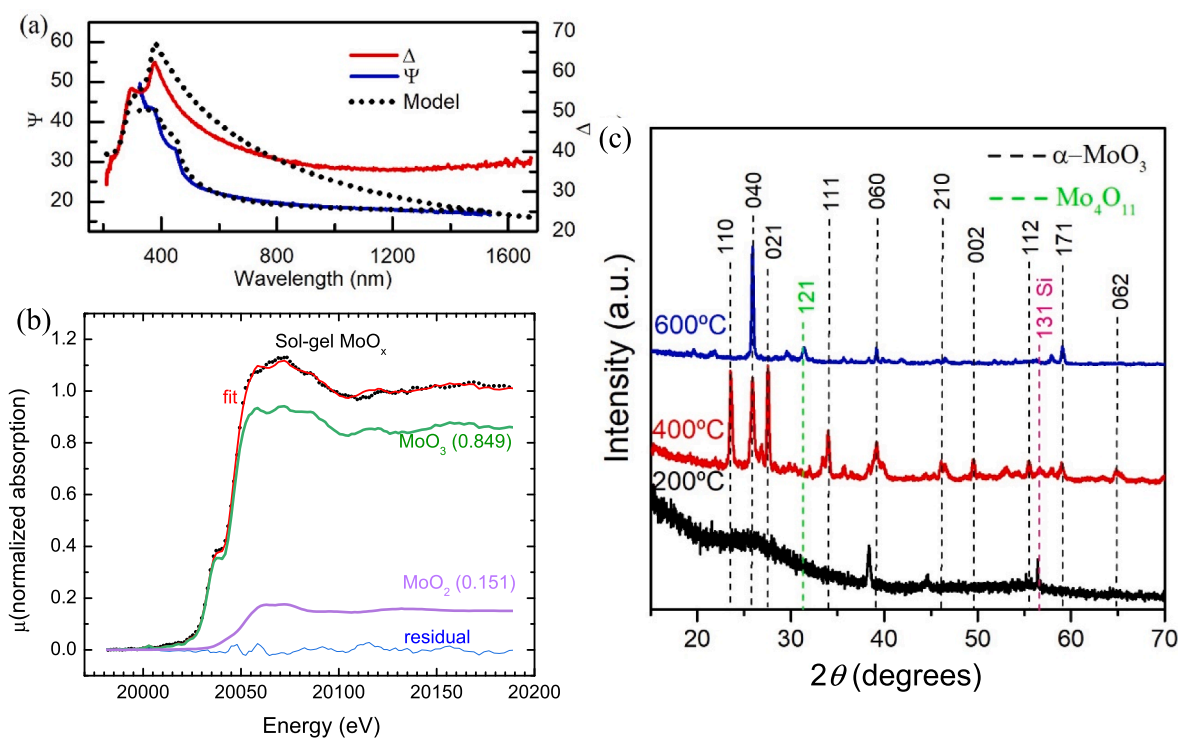 (a)
60
50
40
30
20
Ψ
70
60
50
40
30
20
Δ
Δ
Ψ
Model
400
800
1200
1600
Wavelength (nm)
(b)
1.2
1.0
0.8
0.6
0.4
0.2
0.0
μ(normalized absorption)
Sol-gel MoOₓ
fit
MoO₃ (0.849)
MoO₂ (0.151)
residual
20000
20050
20100
20150
20200
Energy (eV)
(c)
α–MoO₃
Mo₄O₁₁
110
040
021
121
111
060
210
002
112
131 Si
171
062
600ºC
400ºC
200ºC
Intensity (a.u.)
20
30
40
50
60
70
2θ (degrees)